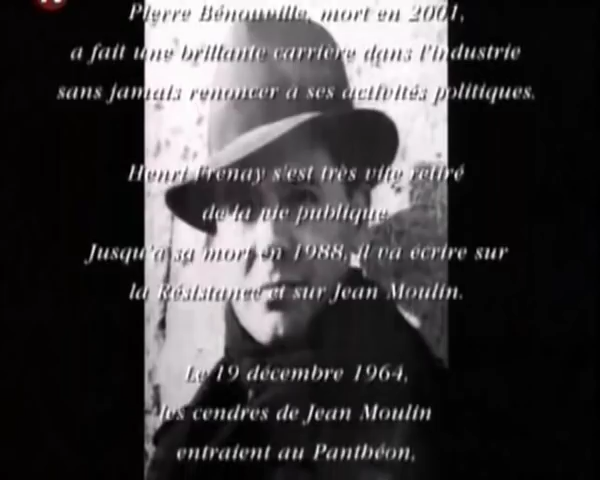 Pierre Bénouville, mort en 2001,
a fait une brillante carrière dans l'industrie
sans jamais renoncer à ses activités politiques.
Henri Frenay s'est très vite retiré
de la vie publique.
Jusqu'à sa mort en 1988, il va écrire sur
la Résistance et sur Jean Moulin.
Le 19 décembre 1964,
les cendres de Jean Moulin
entraient au Panthéon.